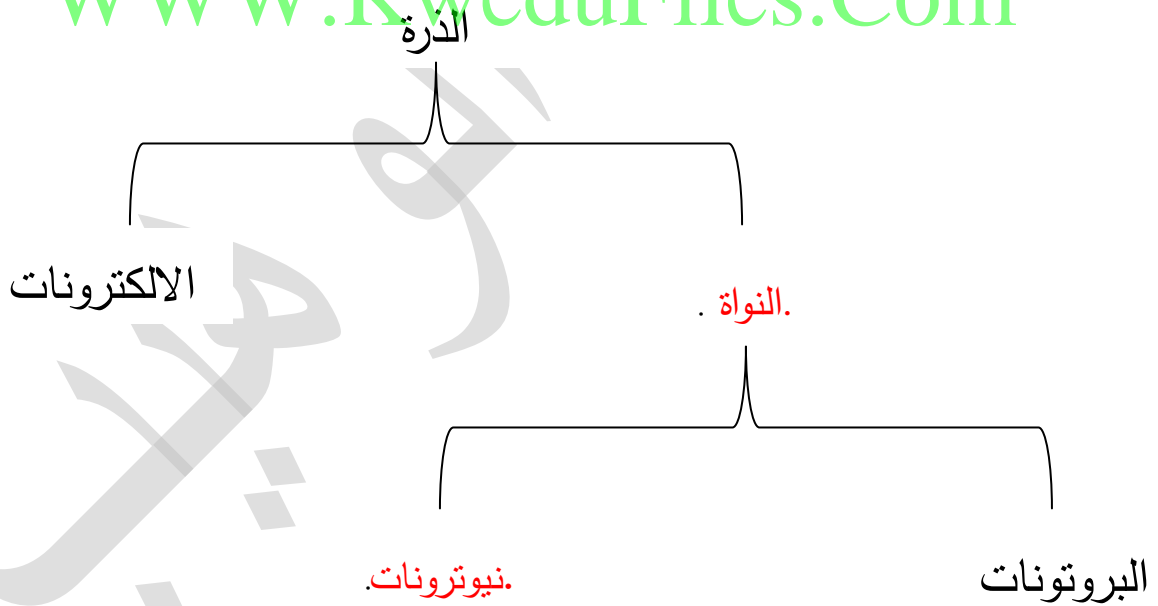 WWW.KweduFiles.Com
الذرة
الالكترونات
.النواة .
البروتونات
.نيوترونات.